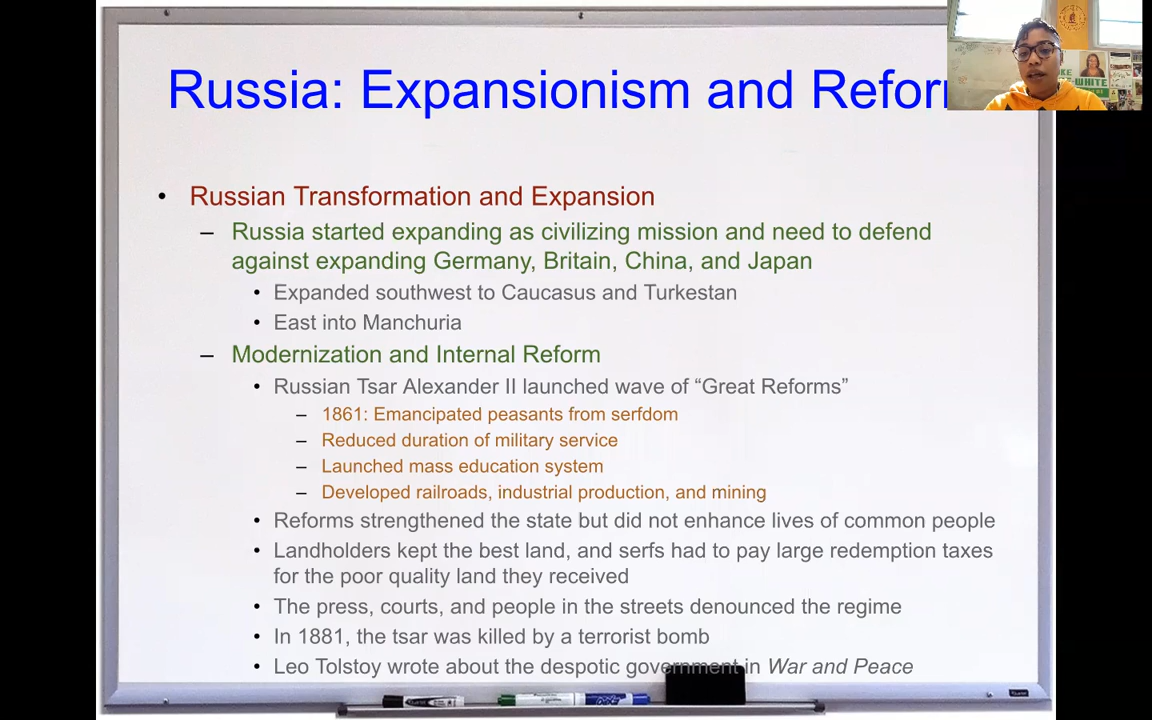 Russia: Expansionism and Refor
• Russian Transformation and Expansion
– Russia started expanding as civilizing mission and need to defend
against expanding Germany, Britain, China, and Japan
• Expanded southwest to Caucasus and Turkestan
• East into Manchuria
– Modernization and Internal Reform
• Russian Tsar Alexander II launched wave of “Great Reforms”
– 1861: Emancipated peasants from serfdom
– Reduced duration of military service
– Launched mass education system
– Developed railroads, industrial production, and mining
• Reforms strengthened the state but did not enhance lives of common people
• Landholders kept the best land, and serfs had to pay large redemption taxes
for the poor quality land they received
• The press, courts, and people in the streets denounced the regime
• In 1881, the tsar was killed by a terrorist bomb
• Leo Tolstoy wrote about the despotic government in War and Peace
WHITE